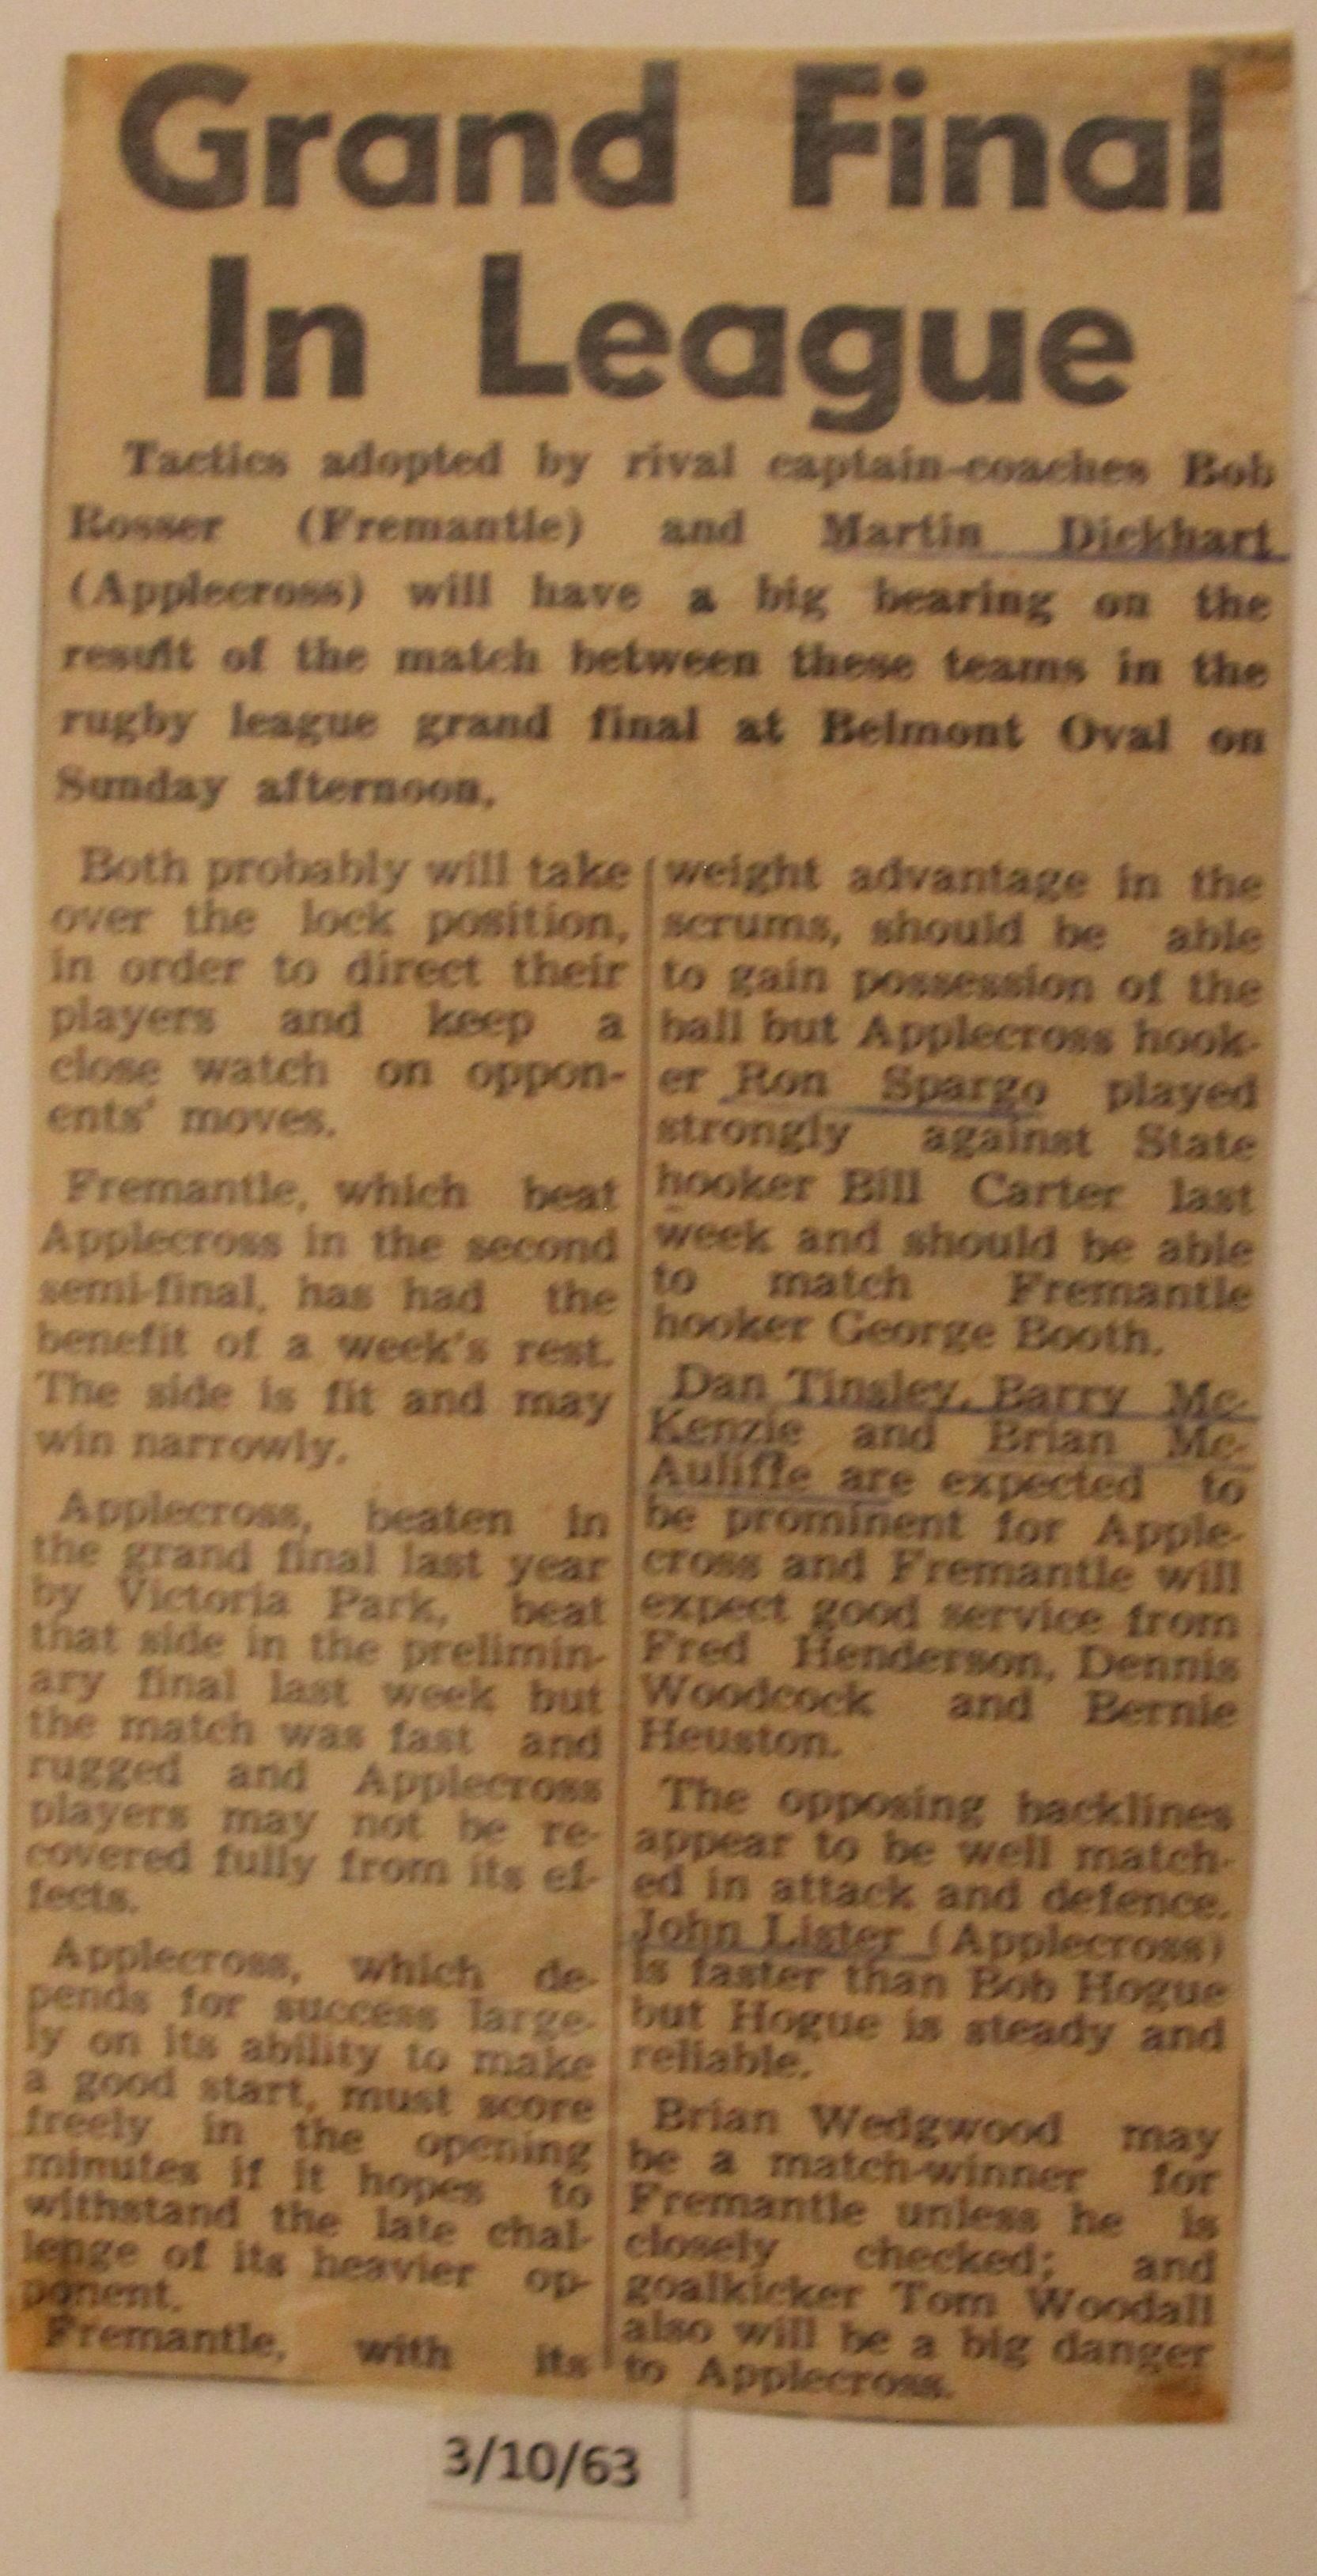 Grand Final
In League
Tactics adopted by rival captain-coaches Bob
Rosser (Fremantle) and Martin Dickhart
(Applecross) will have a big bearing on the
result of the match between these teams in the
rugby league grand final at Belmont Oval on
Sunday afternoon,
Both probably will take
over the lock position,
in order to direct their
players and keep a
close watch on oppon-
ents' moves.
Fremantle, which beat
Applecross in the second
semi-final, has had the
benefit of a week's rest.
The side is fit and may
win narrowly.
Applecross, beaten in
the grand final last year
by Victoria Park, beat
that side in the prelimin-
ary final last week but
the match was fast and
rugged and Applecross
players may not be re-
covered fully from its ef-
fects.
Applecross, which de-
pends for success large-
ly on its ability to make
a good start, must score
freely in the opening
minutes if it hopes to
withstand the late chal-
lenge of its heavier op-
ponent.
Fremantle, with its
weight advantage in the
scrums, should be able
to gain possession of the
ball but Applecross hook-
er Ron Spargo played
strongly against State
hooker Bill Carter last
week and should be able
to match Fremantle
hooker George Booth.
Dan Tinsley, Barry Mc-
Kenzie and Brian Mc-
Auliffe are expected to
be prominent for Apple-
cross and Fremantle will
expect good service from
Fred Henderson, Dennis
Woodcock and Bernie
Heuston.
The opposing backlines
appear to be well match-
ed in attack and defence.
John Lister (Applecross)
is faster than Bob Hogue
but Hogue is steady and
reliable.
Brian Wedgwood may
be a match-winner for
Fremantle unless he is
closely checked; and
goalkicker Tom Woodall
also will be a big danger
to Applecross.
3/10/63